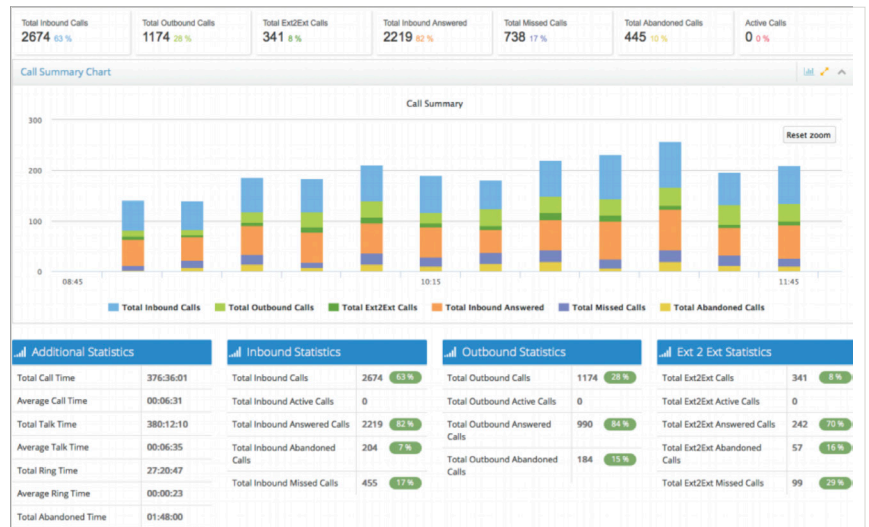 Total Inbound Calls
2674 63 %
Total Outbound Calls
1174 28 %
Total Ext2Ext Calls
341 8 %
Total Inbound Answered
2219 82 %
Total Missed Calls
738 17 %
Total Abandoned Calls
445 10 %
Active Calls
0 0 %
Call Summary Chart
Call Summary
Reset zoom
300
200
100
0
08:45 10:15 11:45
Total Inbound Calls Total Outbound Calls Total Ext2Ext Calls Total Inbound Answered Total Missed Calls Total Abandoned Calls
Additional Statistics
Total Call Time 376:36:01
Average Call Time 00:06:31
Total Talk Time 380:12:10
Average Talk Time 00:06:35
Total Ring Time 27:20:47
Average Ring Time 00:00:23
Total Abandoned Time 01:48:00
Inbound Statistics
Total Inbound Calls 2674 63 %
Total Inbound Active Calls 0
Total Inbound Answered Calls 2219 82 %
Total Inbound Abandoned 204 7 %
Calls
Total Inbound Missed Calls 455 17 %
Outbound Statistics
Total Outbound Calls 1174 28 %
Total Outbound Active Calls 0
Total Outbound Answered 990 84 %
Calls
Total Outbound Abandoned 184 15 %
Calls
Ext 2 Ext Statistics
Total Ext2Ext Calls 341 8 %
Total Ext2Ext Active Calls 0
Total Ext2Ext Answered Calls 242 70 %
Total Ext2Ext Abandoned 57 16 %
Calls
Total Ext2Ext Missed Calls 99 29 %